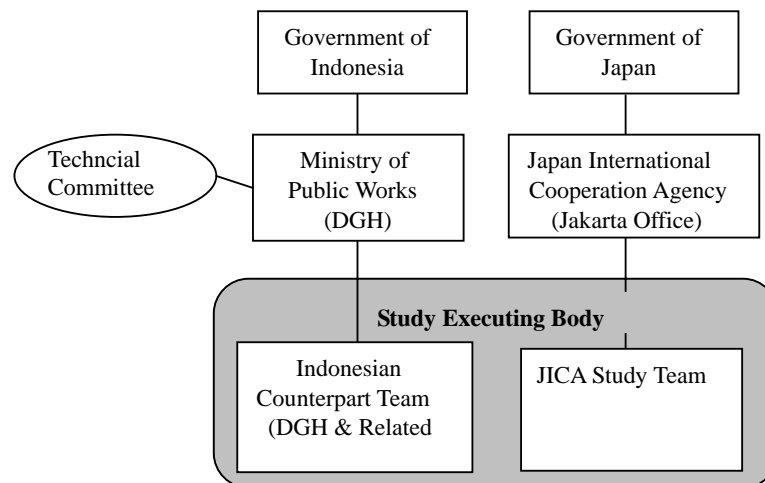 Government of
Indonesia
Government of
Japan
Techncial
Committee
Ministry of
Public Works
(DGH)
Japan International
Cooperation Agency
(Jakarta Office)
Study Executing Body
Indonesian
Counterpart Team
(DGH & Related
JICA Study Team